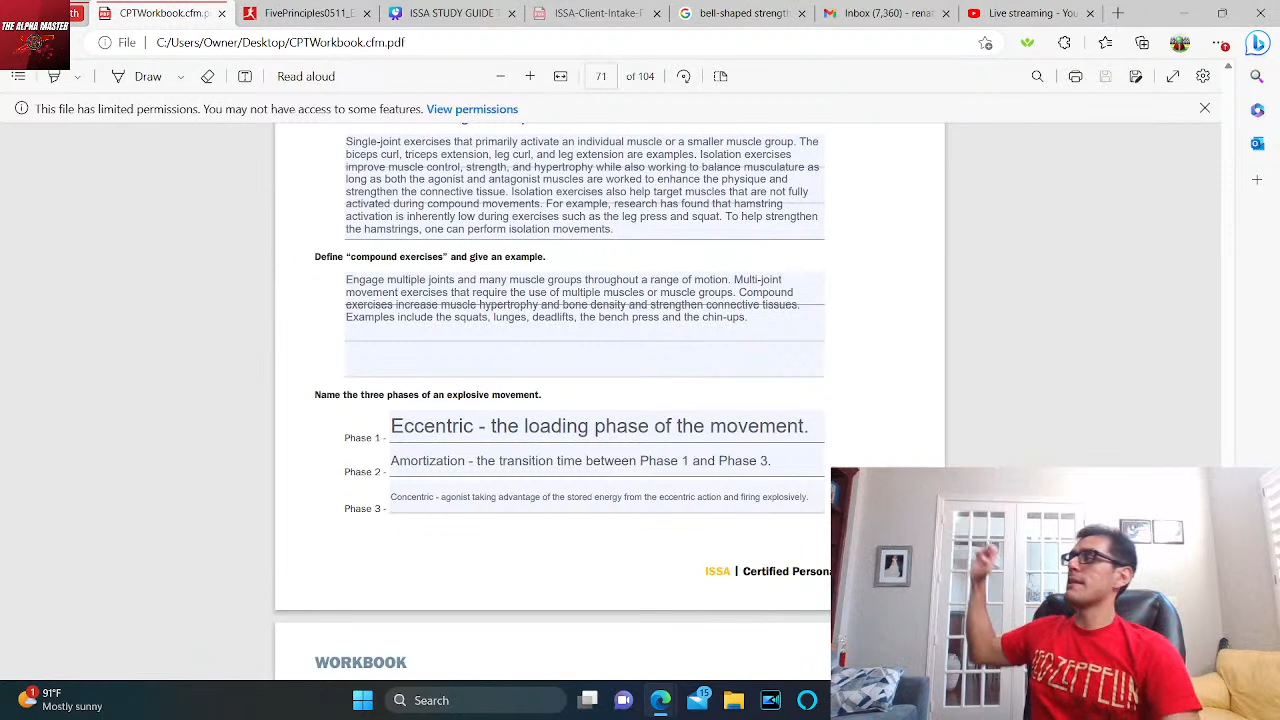 THE ALPHA MASTER
th
CPTWorkbook.cfm.pdf
FivePrinciples0511_E
ISSA STUDY GUIDE
ISSA-Client-Intake-
bell-shap
Inbox (7,360) - rena
Live streaming - You
File
C:/Users/Owner/Desktop/CPTWorkbook.cfm.pdf
Draw
Read aloud
71
of 104
This file has limited permissions. You may not have access to some features. View permissions
Single-joint exercises that primarily activate an individual muscle or a smaller muscle group. The
biceps curl, triceps extension, leg curl, and leg extension are examples. Isolation exercises
improve muscle control, strength, and hypertrophy while also working to balance musculature as
long as both the agonist and antagonist muscles are worked to enhance the physique and
strengthen the connective tissue. Isolation exercises also help target muscles that are not fully
activated during compound movements. For example, research has found that hamstring
activation is inherently low during exercises such as the leg press and squat. To help strengthen
the hamstrings, one can perform isolation movements.
Define “compound exercises” and give an example.
Engage multiple joints and many muscle groups throughout a range of motion. Multi-joint
movement exercises that require the use of multiple muscles or muscle groups. Compound
exercises increase muscle hypertrophy and bone density and strengthen connective tissues.
Examples include the squats, lunges, deadlifts, the bench press and the chin-ups.
Name the three phases of an explosive movement.
Phase 1 - Eccentric - the loading phase of the movement.
Phase 2 - Amortization - the transition time between Phase 1 and Phase 3.
Phase 3 - Concentric - agonist taking advantage of the stored energy from the eccentric action and firing explosively.
ISSA | Certified Persona
LED-ZEPPELIN
WORKBOOK
1
91°F
Mostly sunny
Search
15